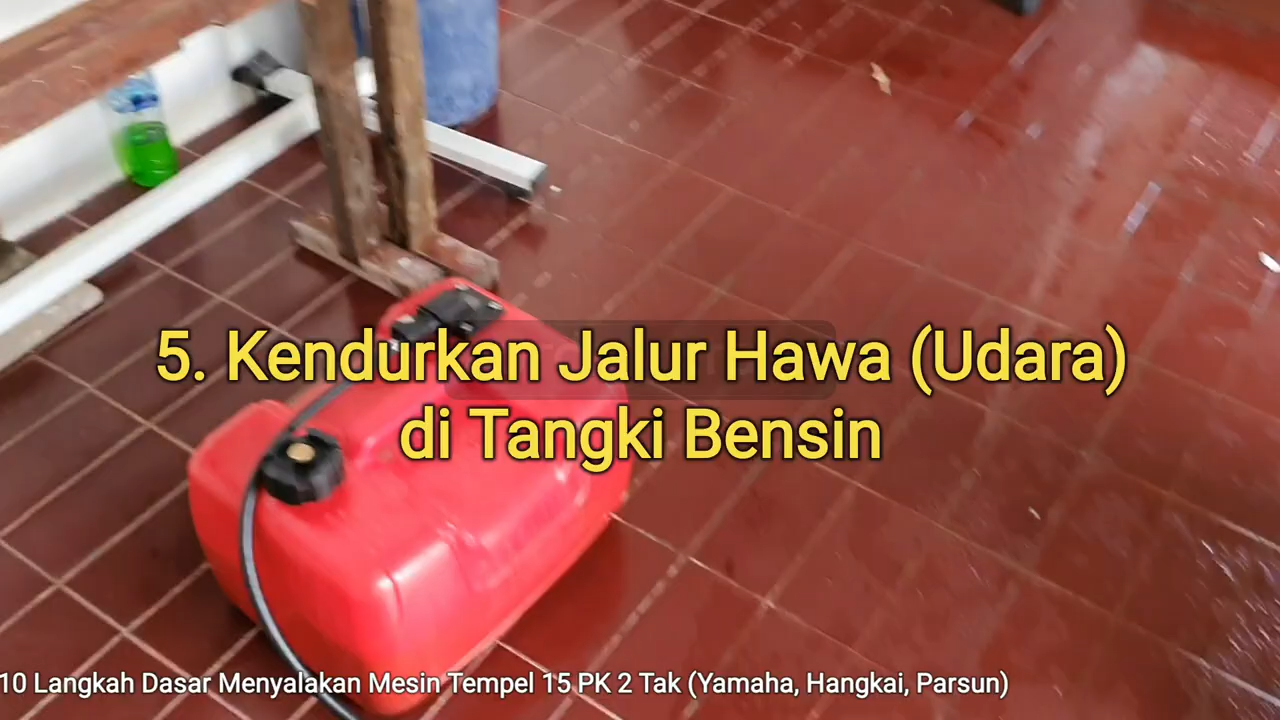 5. Kendurkan Jalur Hawa (Udara)
di Tangki Bensin
10 Langkah Dasar Menyalakan Mesin Tempel 15 PK 2 Tak (Yamaha, Hangkai, Parsun)